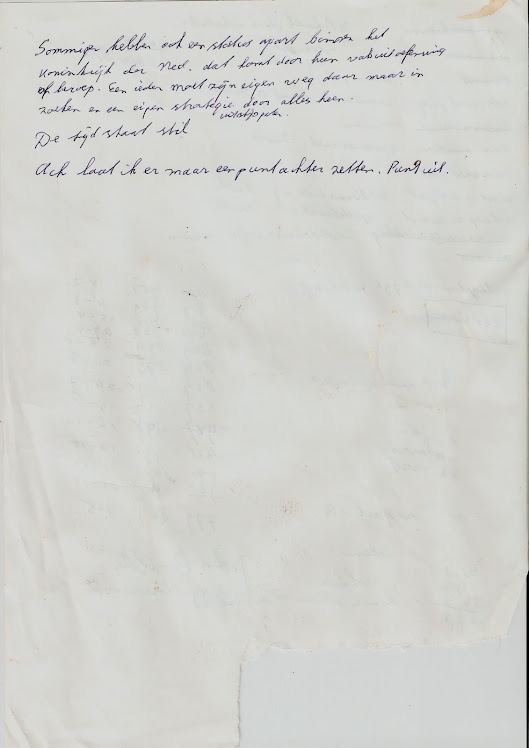 Sommigen hebben ook een status apart binnen het
Koninkrijk der Ned. dat komt door hun vakuitoefening
of beroep. Een ieder moet zijn eigen weg daar maar in
zoeken en een eigen strategie door alles heen.
uitstippelen.
De tijd staat stil
Ach laat ik er maar een punt achter zetten. Punt uit.